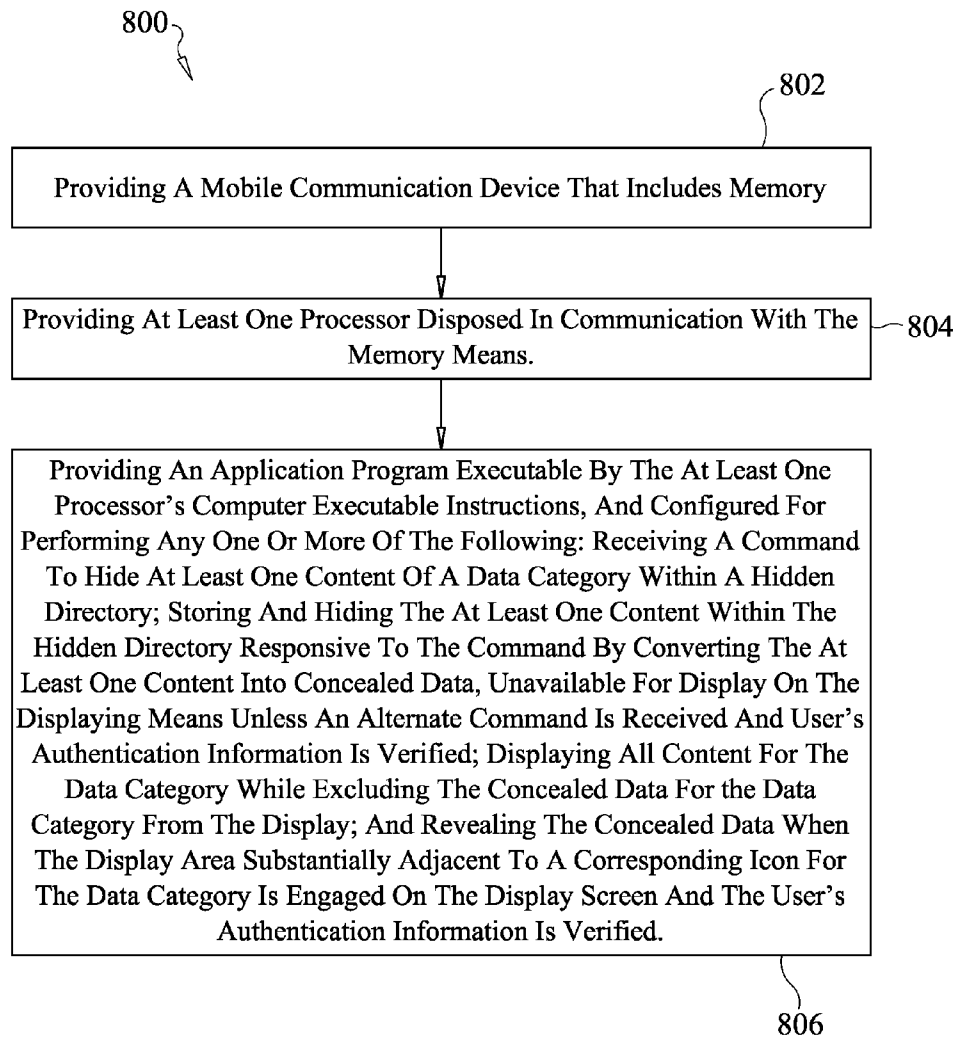 800
802
Providing A Mobile Communication Device That Includes Memory
Providing At Least One Processor Disposed In Communication With The
Memory Means.
804
Providing An Application Program Executable By The At Least One
Processor's Computer Executable Instructions, And Configured For
Performing Any One Or More Of The Following: Receiving A Command
To Hide At Least One Content Of A Data Category Within A Hidden
Directory; Storing And Hiding The At Least One Content Within The
Hidden Directory Responsive To The Command By Converting The At
Least One Content Into Concealed Data, Unavailable For Display On The
Displaying Means Unless An Alternate Command Is Received And User's
Authentication Information Is Verified; Displaying All Content For The
Data Category While Excluding The Concealed Data For the Data
Category From The Display; And Revealing The Concealed Data When
The Display Area Substantially Adjacent To A Corresponding Icon For
The Data Category Is Engaged On The Display Screen And The User's
Authentication Information Is Verified.
806